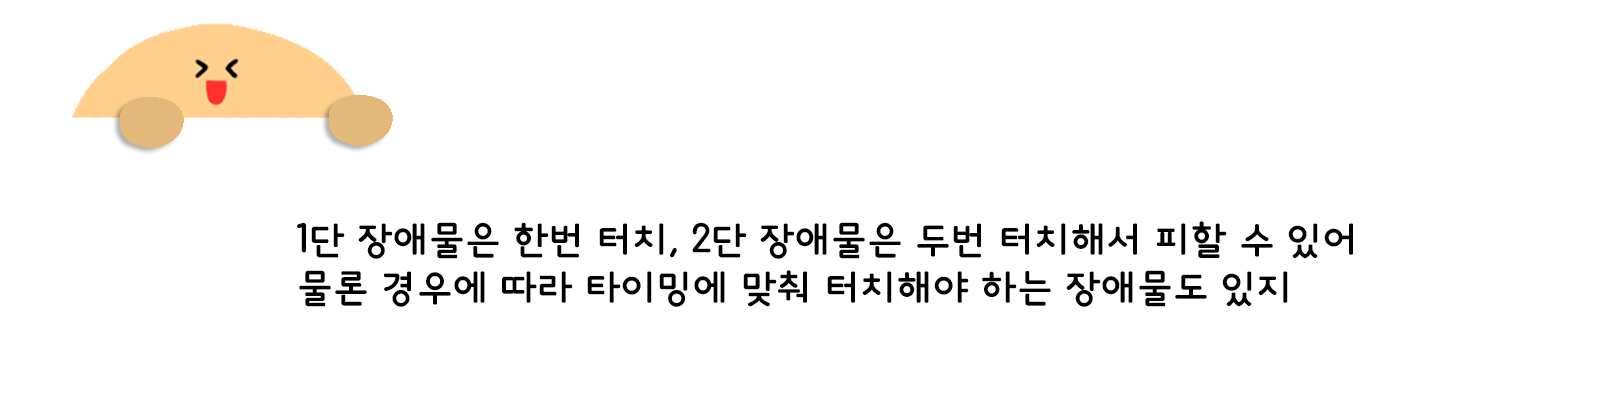 1단 장애물은 한번 터치, 2단 장애물은 두번 터치해서 피할 수 있어
물론 경우에 따라 타이밍에 맞춰 터치해야 하는 장애물도 있지